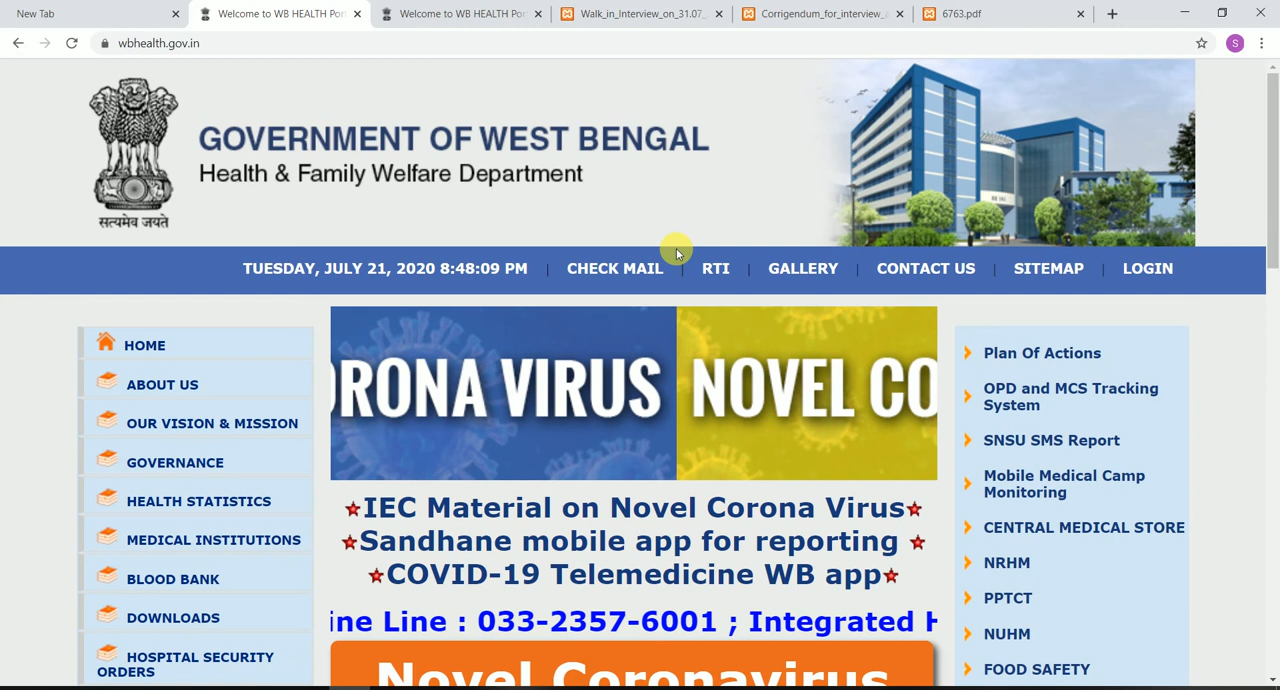 New Tab
Welcome to WB HEALTH Por
Welcome to WB HEALTH Por
Walk_in_Interview_on_31.07_
Corrigendum_for_interview_
6763.pdf
wbhealth.gov.in
S
GOVERNMENT OF WEST BENGAL
Health & Family Welfare Department
सत्यमेव जयते
TUESDAY, JULY 21, 2020 8:48:09 PM | CHECK MAIL | RTI | GALLERY | CONTACT US | SITEMAP | LOGIN
HOME
ABOUT US
OUR VISION & MISSION
GOVERNANCE
HEALTH STATISTICS
MEDICAL INSTITUTIONS
BLOOD BANK
DOWNLOADS
HOSPITAL SECURITY
ORDERS
ORONA VIRUS
NOVEL CO
IEC Material on Novel Corona Virus
Sandhane mobile app for reporting
COVID-19 Telemedicine WB app
ine Line : 033-2357-6001 ; Integrated H
Novel Coronavirus
Plan Of Actions
OPD and MCS Tracking
System
SNSU SMS Report
Mobile Medical Camp
Monitoring
CENTRAL MEDICAL STORE
NRHM
PPTCT
NUHM
FOOD SAFETY